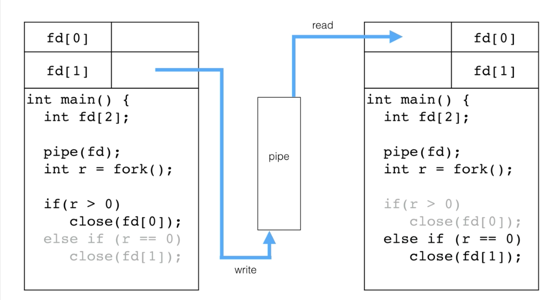 fd[0]
fd[1]
int main() {
  int fd[2];

  pipe(fd);
  int r = fork();

  if(r > 0)
     close(fd[0]);
  else if (r == 0)
     close(fd[1]);
write
pipe
read
fd[0]
fd[1]
int main() {
  int fd[2];

  pipe(fd);
  int r = fork();

  if(r > 0)
     close(fd[0]);
  else if (r == 0)
     close(fd[1]);